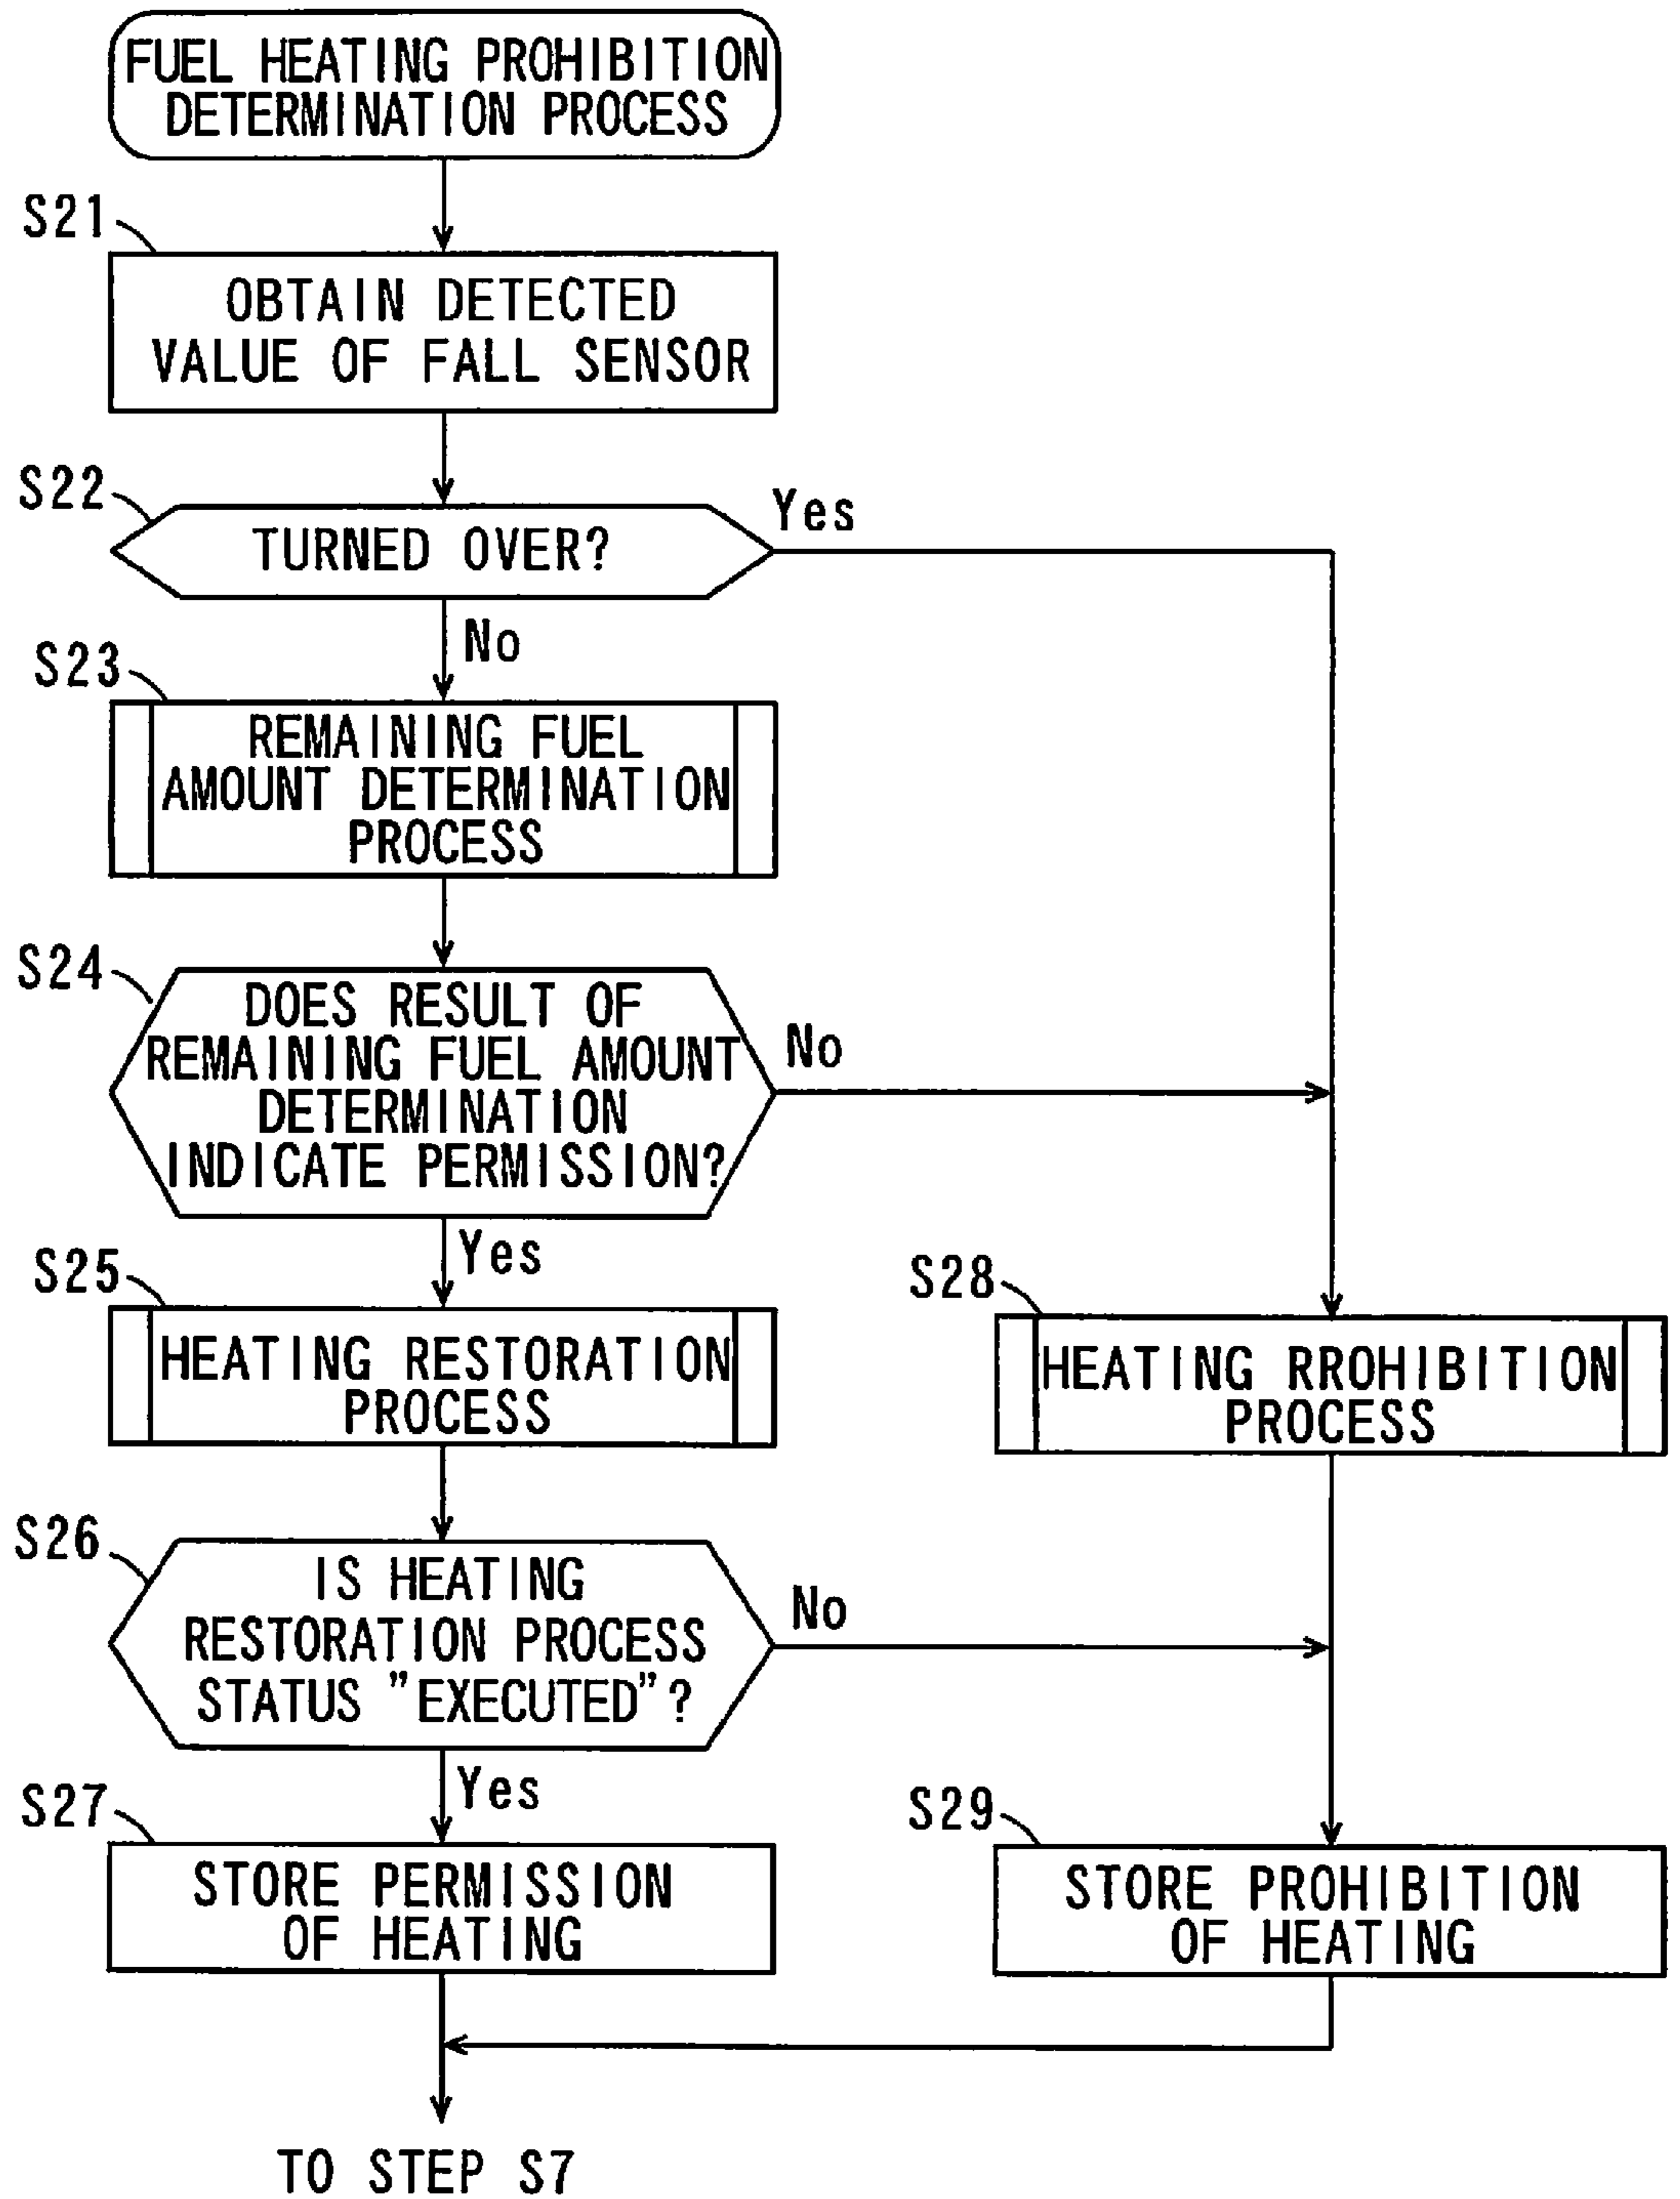 FUEL HEATING PROHIBITION
DETERMINATION PROCESS
S21
OBTAIN DETECTED
VALUE OF FALL SENSOR
S22
TURNED OVER?
Yes
No
S23
REMAINING FUEL
AMOUNT DETERMINATION
PROCESS
S24
DOES RESULT OF
REMAINING FUEL AMOUNT
DETERMINATION
INDICATE PERMISSION?
No
Yes
S25
HEATING RESTORATION
PROCESS
S28
HEATING RROHIBITION
PROCESS
S26
IS HEATING
RESTORATION PROCESS
STATUS ”EXECUTED”?
No
Yes
S27
STORE PERMISSION
OF HEATING
S29
STORE PROHIBITION
OF HEATING
TO STEP S7